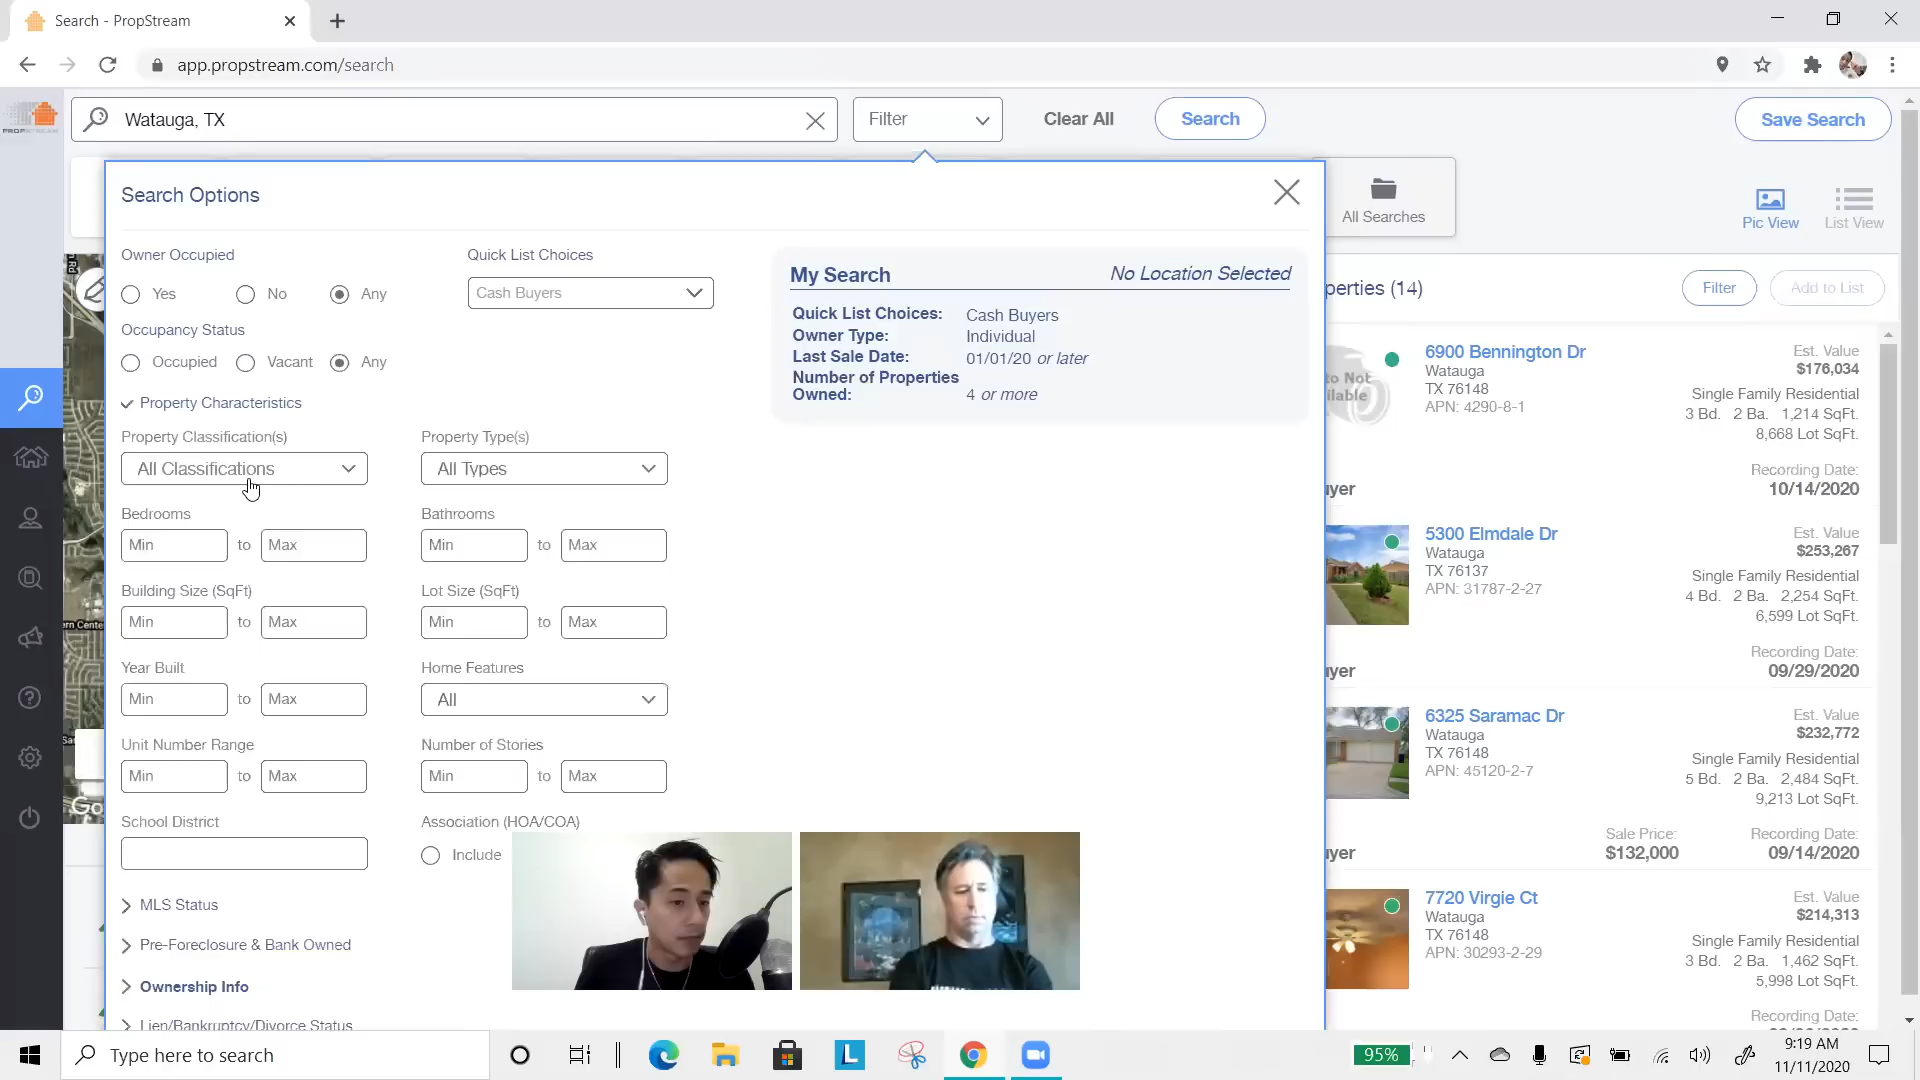 Search - PropStream
app.propstream.com/search
PROPSTREAM
Watauga, TX
Filter
Clear All
Search
Save Search
Search Options
All Searches
Pic View
List View
Owner Occupied
Quick List Choices
Yes
No
Any
Cash Buyers
Occupancy Status
Occupied
Vacant
Any
My Search
No Location Selected
Quick List Choices: Cash Buyers
Owner Type: Individual
Last Sale Date: 01/01/20 or later
Number of Properties
Owned: 4 or more
Property Characteristics
Property Classification(s)
Property Type(s)
All Classifications
All Types
Bedrooms
Bathrooms
Min to Max
Min to Max
Building Size (SqFt)
Lot Size (SqFt)
Min to Max
Min to Max
Year Built
Home Features
Min to Max
All
Unit Number Range
Number of Stories
Min to Max
Min to Max
School District
Association (HOA/COA)
Include
MLS Status
Pre-Foreclosure & Bank Owned
Ownership Info
Lien/Bankruptcy/Divorce Status
perties (14)
Filter
Add to List
6900 Bennington Dr
Watauga
TX 76148
APN: 4290-8-1
Est. Value
$176,034
Single Family Residential
3 Bd. 2 Ba. 1,214 SqFt.
8,668 Lot SqFt.
to Not
ilable
uyer
Recording Date:
10/14/2020
5300 Elmdale Dr
Watauga
TX 76137
APN: 31787-2-27
Est. Value
$253,267
Single Family Residential
4 Bd. 2 Ba. 2,254 SqFt.
6,599 Lot SqFt.
uyer
Recording Date:
09/29/2020
6325 Saramac Dr
Watauga
TX 76148
APN: 45120-2-7
Est. Value
$232,772
Single Family Residential
5 Bd. 2 Ba. 2,484 SqFt.
9,213 Lot SqFt.
uyer
Sale Price:
$132,000
Recording Date:
09/14/2020
7720 Virgie Ct
Watauga
TX 76148
APN: 30293-2-29
Est. Value
$214,313
Single Family Residential
3 Bd. 2 Ba. 1,462 SqFt.
5,998 Lot SqFt.
Recording Date:
Go
Type here to search
L
95%
9:19 AM
11/11/2020